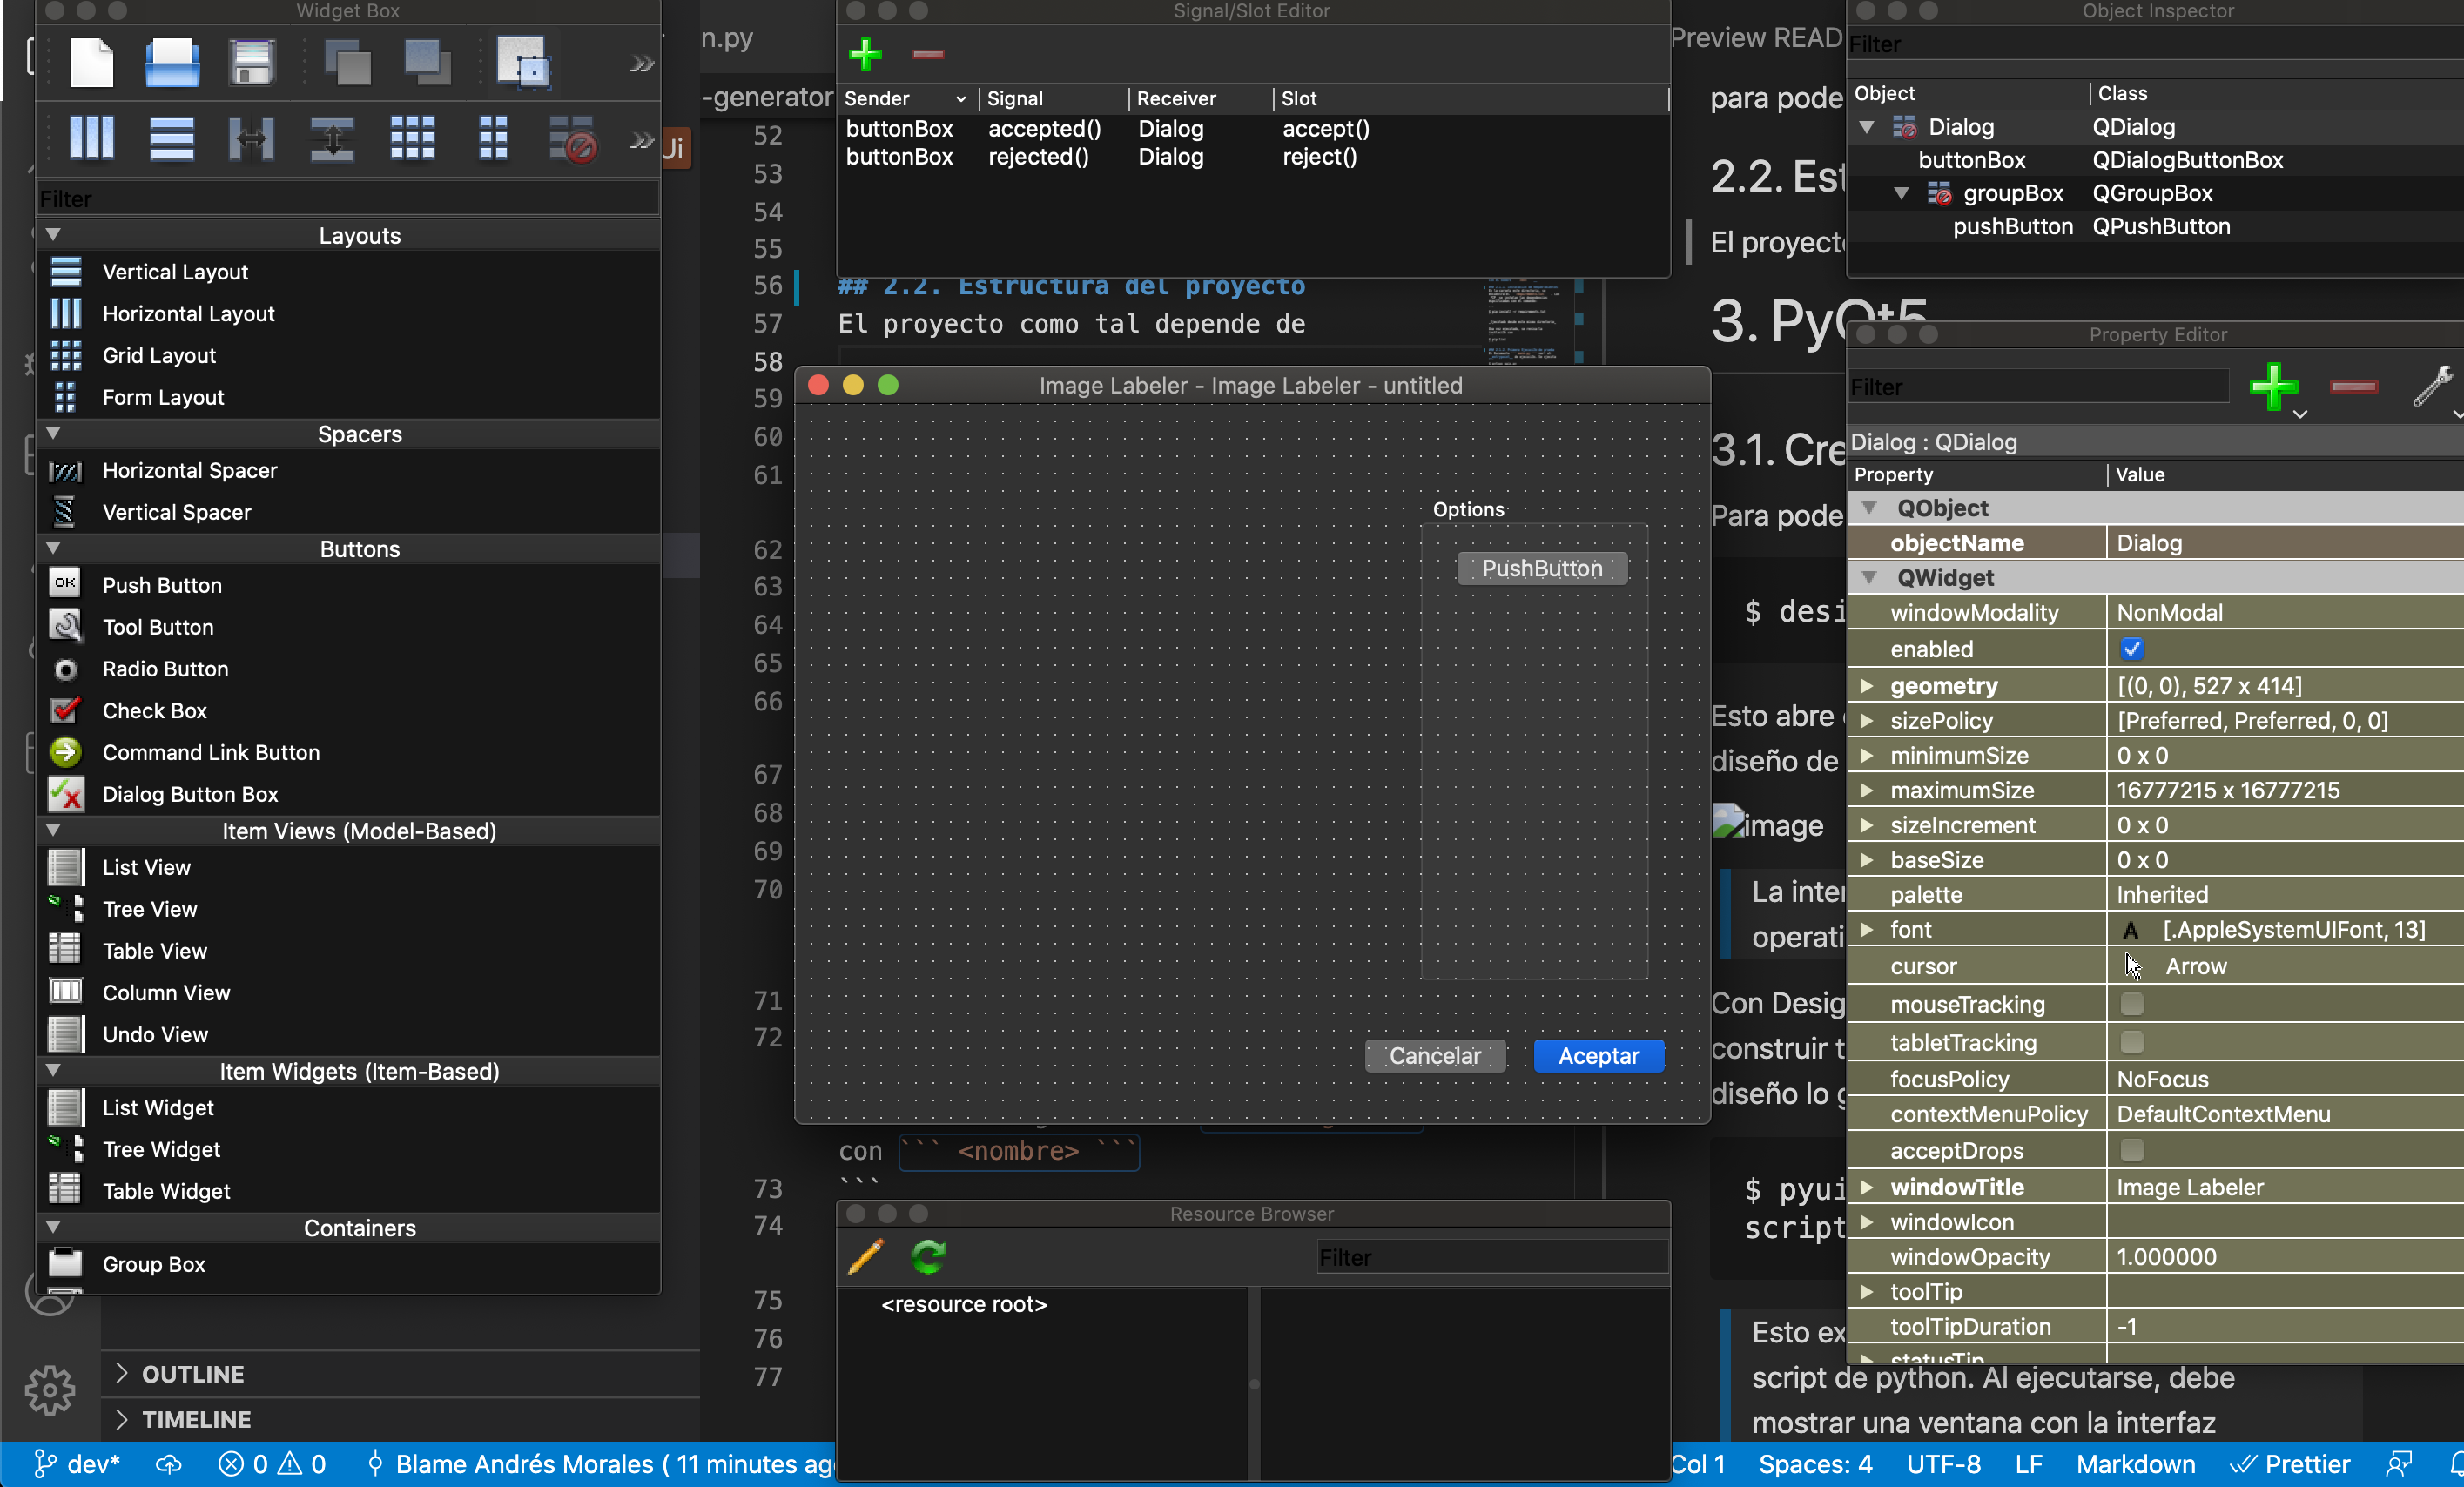 Widget Box
Filter
Layouts
Vertical Layout
Horizontal Layout
Grid Layout
Form Layout
Spacers
Horizontal Spacer
Vertical Spacer
Buttons
OK
Push Button
Tool Button
Radio Button
Check Box
Command Link Button
Dialog Button Box
Item Views (Model-Based)
List View
Tree View
Table View
Column View
Undo View
Item Widgets (Item-Based)
List Widget
Tree Widget
Table Widget
Containers
Group Box
OUTLINE
TIMELINE
n.py
-generator
Ui
Signal/Slot Editor
Sender Signal Receiver Slot
buttonBox accepted() Dialog accept()
buttonBox rejected() Dialog reject()
52
53
54
55
56 ## 2.2. Estructura del proyecto
57 El proyecto como tal depende de
58
59
60
61
62
63
64
65
66
67
68
69
70
71
72
con ``` <nombre> ```
73 ```
74
75
76
77
Image Labeler - Image Labeler - untitled
Options
PushButton
Cancelar
Aceptar
Resource Browser
Filter
<resource root>
Preview READ
para pode
2.2. Est
El proyect
3. PyQt5
3.1. Cre
Para pode
$ desi
Esto abre
diseño de
image
La inter
operati
Con Desig
construir t
diseño lo
$ pyui
script
Esto ex
script de python. Al ejecutarse, debe
mostrar una ventana con la interfaz
Object Inspector
Filter
Object Class
Dialog QDialog
buttonBox QDialogButtonBox
groupBox QGroupBox
pushButton QPushButton
Property Editor
Filter
Dialog : QDialog
Property Value
QObject
objectName Dialog
QWidget
windowModality NonModal
enabled
geometry [(0, 0), 527 x 414]
sizePolicy [Preferred, Preferred, 0, 0]
minimumSize 0 x 0
maximumSize 16777215 x 16777215
sizeIncrement 0 x 0
baseSize 0 x 0
palette Inherited
font A [.AppleSystemUIFont, 13]
cursor Arrow
mouseTracking
tabletTracking
focusPolicy NoFocus
contextMenuPolicy DefaultContextMenu
acceptDrops
windowTitle Image Labeler
windowIcon
windowOpacity 1.000000
toolTip
toolTipDuration -1
statusTip
dev* 0 0 Blame Andrés Morales ( 11 minutes ag
Col 1 Spaces: 4 UTF-8 LF Markdown Prettier